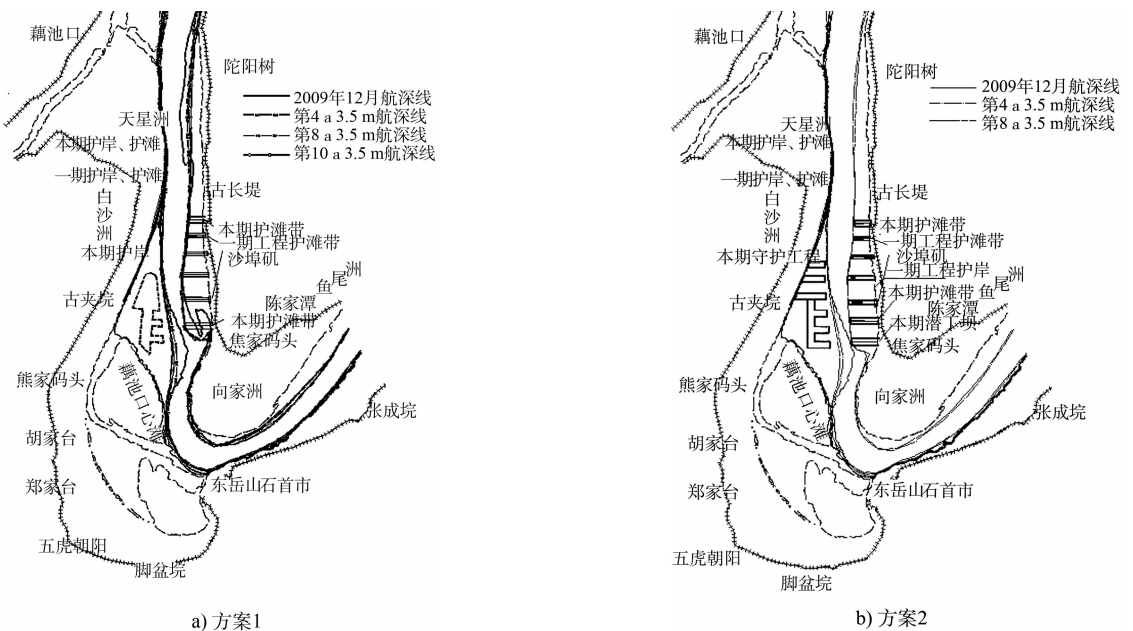 藕池口
陀阳树
2009年12月航深线
第4 a 3.5 m航深线
第8 a 3.5 m航深线
第10 a 3.5 m航深线
天星洲
本期护岸、护滩
一期护岸、护滩
白沙洲
古长堤
本期护滩带
一期工程护滩带
本期护岸
沙埠矶
鱼尾洲
古夹垸
陈家潭
本期护滩带
焦家码头
熊家码头
藕池口心滩
向家洲
张成垸
胡家台
郑家台
东岳山石首市
五虎朝阳
脚盆垸
a) 方案1
藕池口
陀阳树
2009年12月航深线
第4 a 3.5 m航深线
第8 a 3.5 m航深线
天星洲
本期护岸、护滩
一期护岸、护滩
白沙洲
古长堤
本期护滩带
一期工程护滩带
本期守护工程
沙埠矶
一期工程护岸
鱼尾洲
本期护滩带
古夹垸
陈家潭
本期潜丁坝
焦家码头
熊家码头
藕池口心滩
向家洲
张成垸
胡家台
郑家台
东岳山石首市
五虎朝阳
脚盆垸
b) 方案2